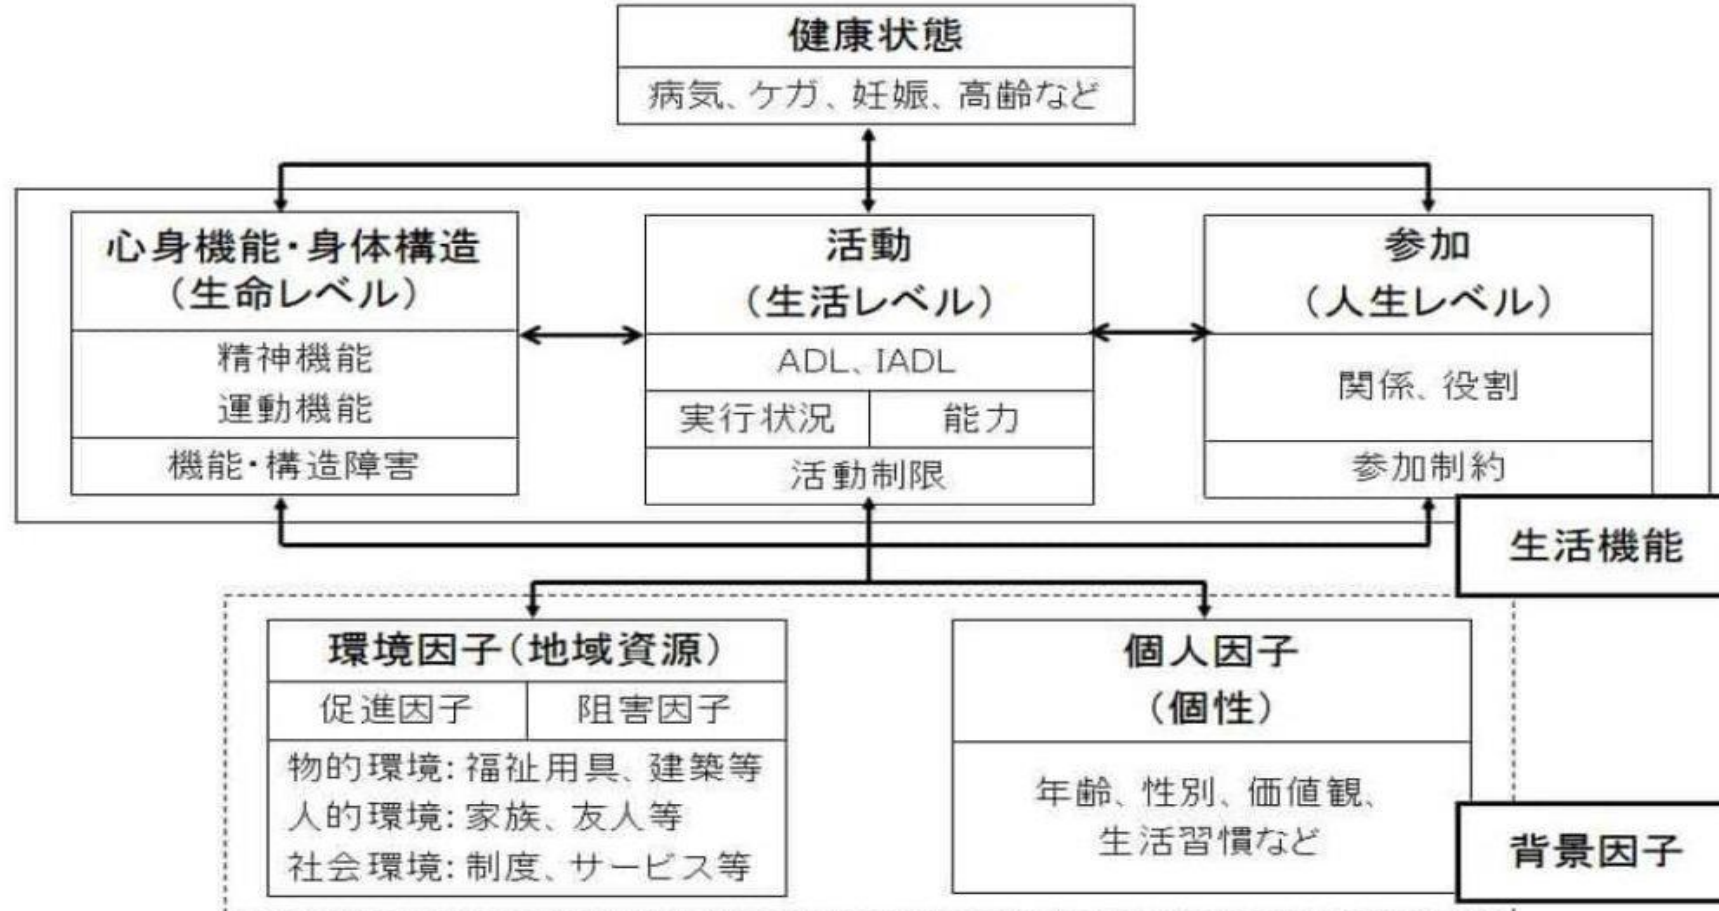 健康状態
病気、ケガ、妊娠、高齢など
心身機能・身体構造
（生命レベル）
精神機能
運動機能
機能・構造障害
活動
（生活レベル）
ADL、IADL
実行状況
能力
活動制限
参加
（人生レベル）
関係、役割
参加制約
生活機能
環境因子（地域資源）
促進因子
阻害因子
物的環境：福祉用具、建築等
人的環境：家族、友人等
社会環境：制度、サービス等
個人因子
（個性）
年齢、性別、価値観、
生活習慣など
背景因子